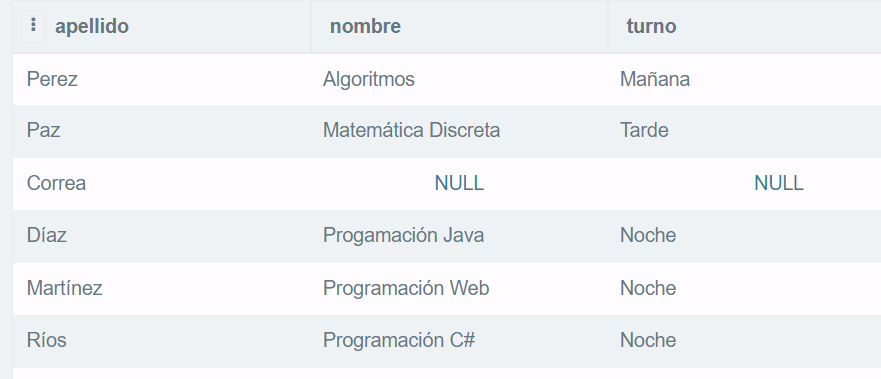 apellido nombre turno
Perez Algoritmos Mañana
Paz Matemática Discreta Tarde
Correa NULL NULL
Díaz Progamación Java Noche
Martínez Programación Web Noche
Ríos Programación C# Noche